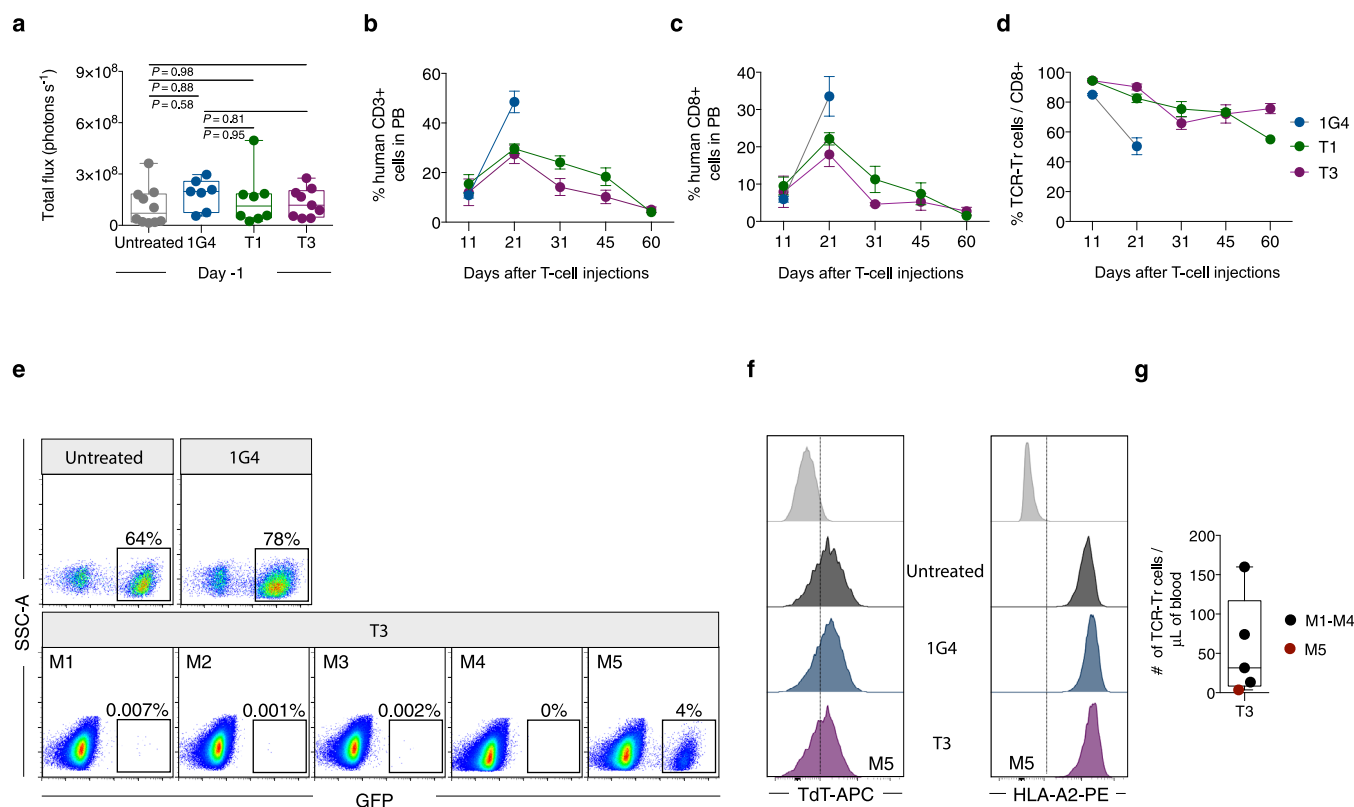 a
Total flux (photons s⁻¹)
9×10⁸
6×10⁸
3×10⁸
0
P = 0.98
P = 0.88
P = 0.58
P = 0.81
P = 0.95
Untreated 1G4 T1 T3
Day -1
b
% human CD3+
cells in PB
60
40
20
0
11 21 31 45 60
Days after T-cell injections
c
% human CD8+
cells in PB
40
30
20
10
0
11 21 31 45 60
Days after T-cell injections
d
% TCR-Tr cells / CD8+
100
80
60
40
20
0
11 21 31 45 60
Days after T-cell injections
1G4
T1
T3
e
SSC-A
Untreated
64%
1G4
78%
T3
M1
0.007%
M2
0.001%
M3
0.002%
M4
0%
M5
4%
GFP
f
Untreated
1G4
T3
M5
TdT-APC
M5
HLA-A2-PE
g
# of TCR-Tr cells /
µL of blood
200
150
100
50
0
T3
M1-M4
M5